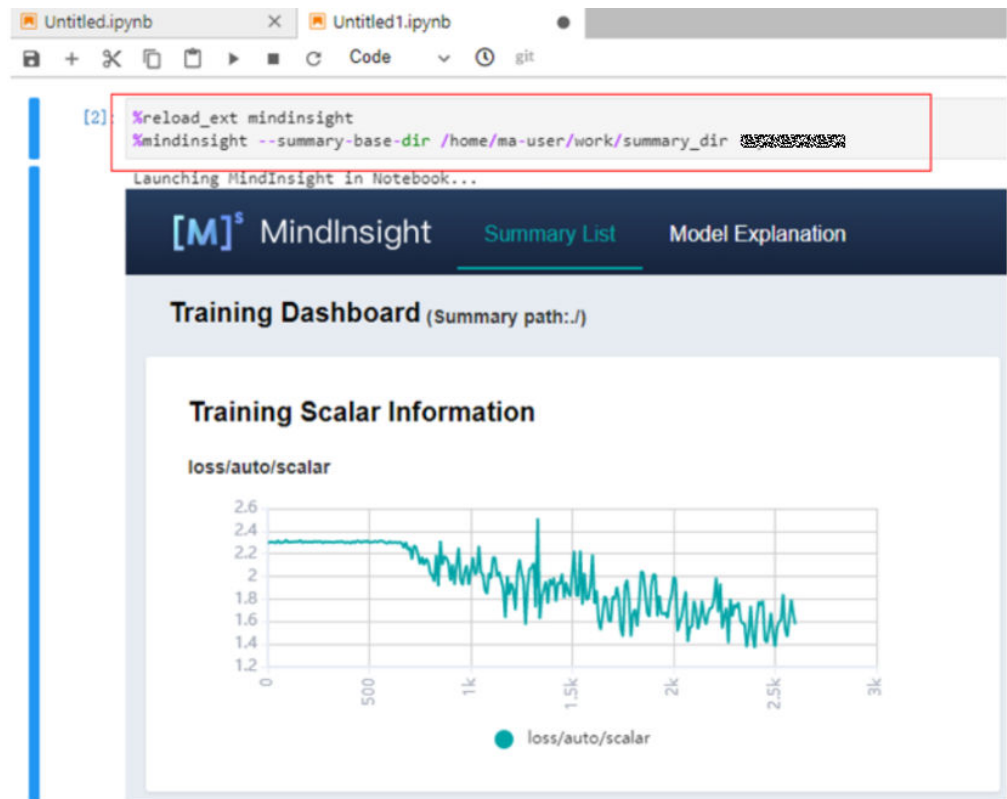 Untitled.ipynb
Untitled1.ipynb
Code
git
[2]:
%reload_ext mindinsight
%mindinsight --summary-base-dir /home/ma-user/work/summary_dir
Launching MindInsight in Notebook...
[M]ˢ MindInsight Summary List Model Explanation
Training Dashboard (Summary path:./)
Training Scalar Information
loss/auto/scalar
2.6
2.4
2.2
2
1.8
1.6
1.4
1.2
0 500 1k 1.5k 2k 2.5k 3k
loss/auto/scalar